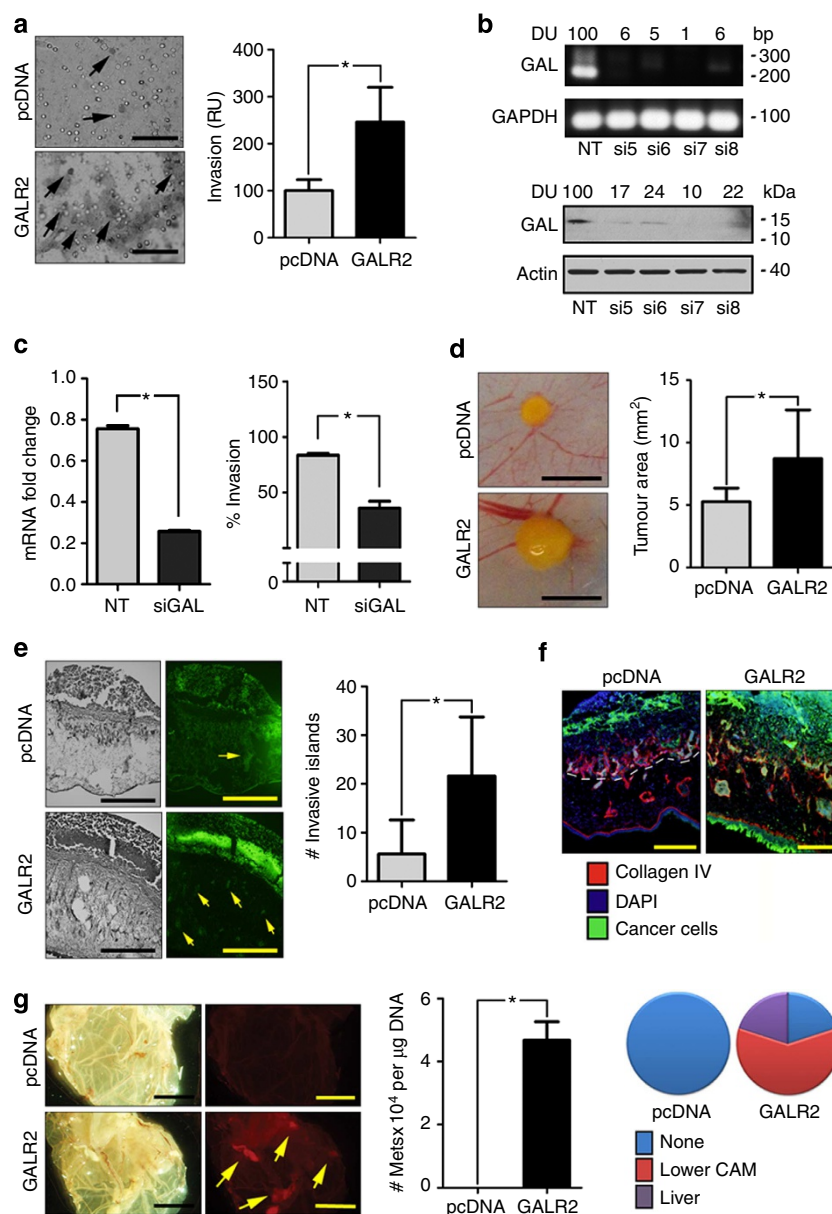 a
pcDNA
GALR2
Invasion (RU)
400
300
200
100
0
*
pcDNA GALR2
b
DU 100 6 5 1 6 bp
GAL
- 300
- 200
GAPDH
- 100
NT si5 si6 si7 si8
DU 100 17 24 10 22 kDa
GAL
- 15
- 10
Actin
- 40
NT si5 si6 si7 si8
c
mRNA fold change
1.0
0.8
0.6
0.4
0.2
0.0
*
NT siGAL
% Invasion
150
100
50
0
*
NT siGAL
d
pcDNA
GALR2
Tumour area (mm²)
15
10
5
0
*
pcDNA GALR2
e
pcDNA
GALR2
# Invasive islands
40
30
20
10
0
*
pcDNA GALR2
f
pcDNA GALR2
Collagen IV
DAPI
Cancer cells
g
pcDNA
GALR2
# Metsx 10⁴ per µg DNA
6
4
2
0
*
pcDNA GALR2
pcDNA GALR2
None
Lower CAM
Liver